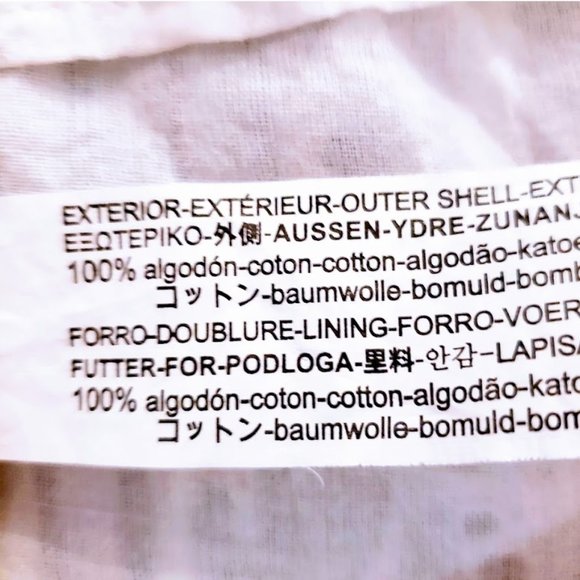 EXTERIOR-EXTÉRIEUR-OUTER SHELL-EXT
ΕΞΩΤΕΡΙΚΟ-外側-AUSSEN-YDRE-ZUNAN-
100% algodón-coton-cotton-algodão-katoe
コットン-baumwolle-bomuld-bomb
FORRO-DOUBLURE-LINING-FORRO-VOER
FUTTER-FOR-PODLOGA-里料-안감-LAPISA
100% algodón-coton-cotton-algodão-kato
コットン-baumwolle-bomuld-bom